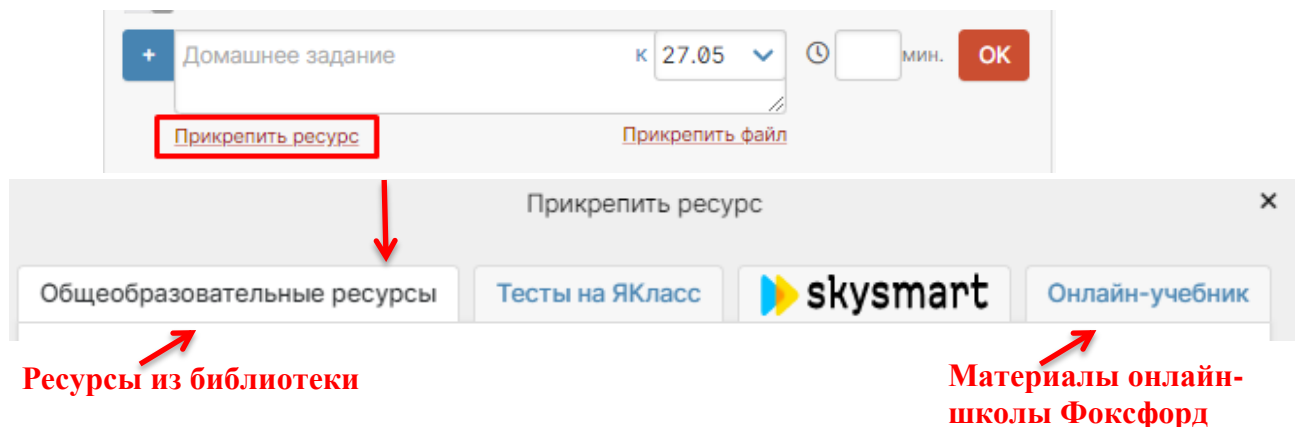 + Домашнее задание к 27.05 мин. ОК
Прикрепить ресурс Прикрепить файл
Прикрепить ресурс ×
Общеобразовательные ресурсы Тесты на ЯКласс skysmart Онлайн-учебник
Ресурсы из библиотеки
Материалы онлайн-
школы Фоксфорд